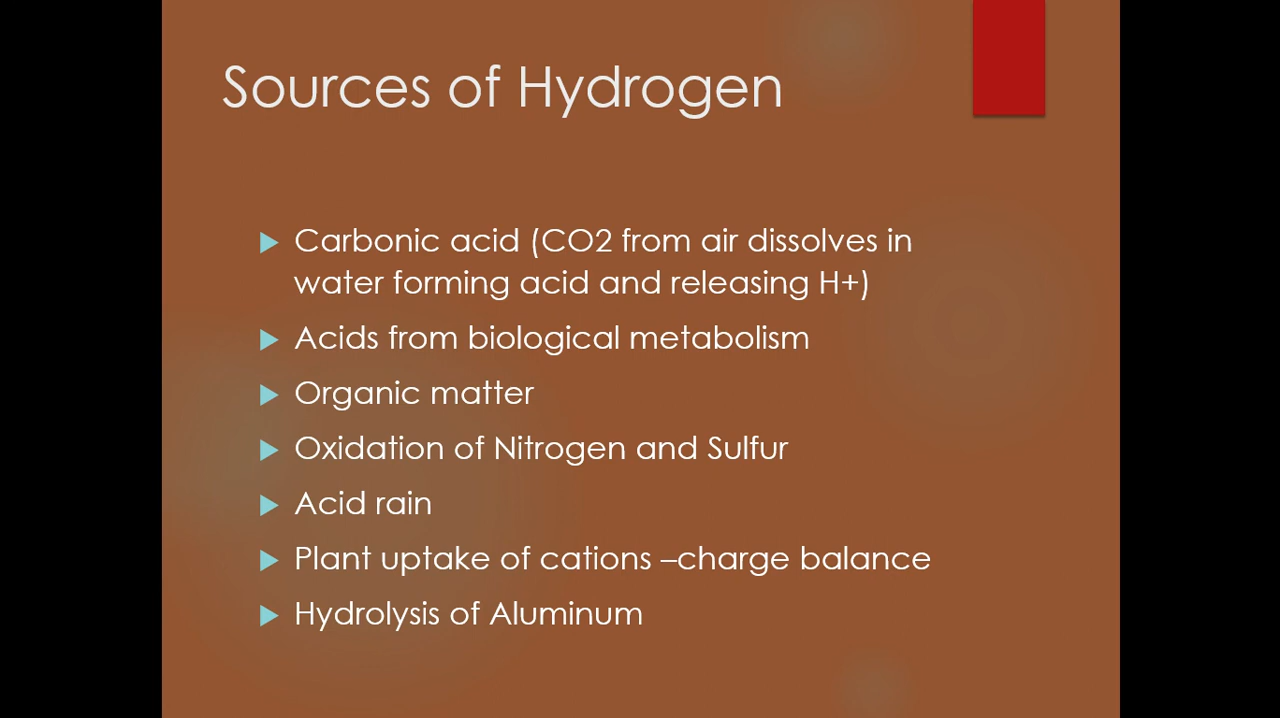 Sources of Hydrogen
Carbonic acid (CO2 from air dissolves in
water forming acid and releasing H+)
Acids from biological metabolism
Organic matter
Oxidation of Nitrogen and Sulfur
Acid rain
Plant uptake of cations –charge balance
Hydrolysis of Aluminum